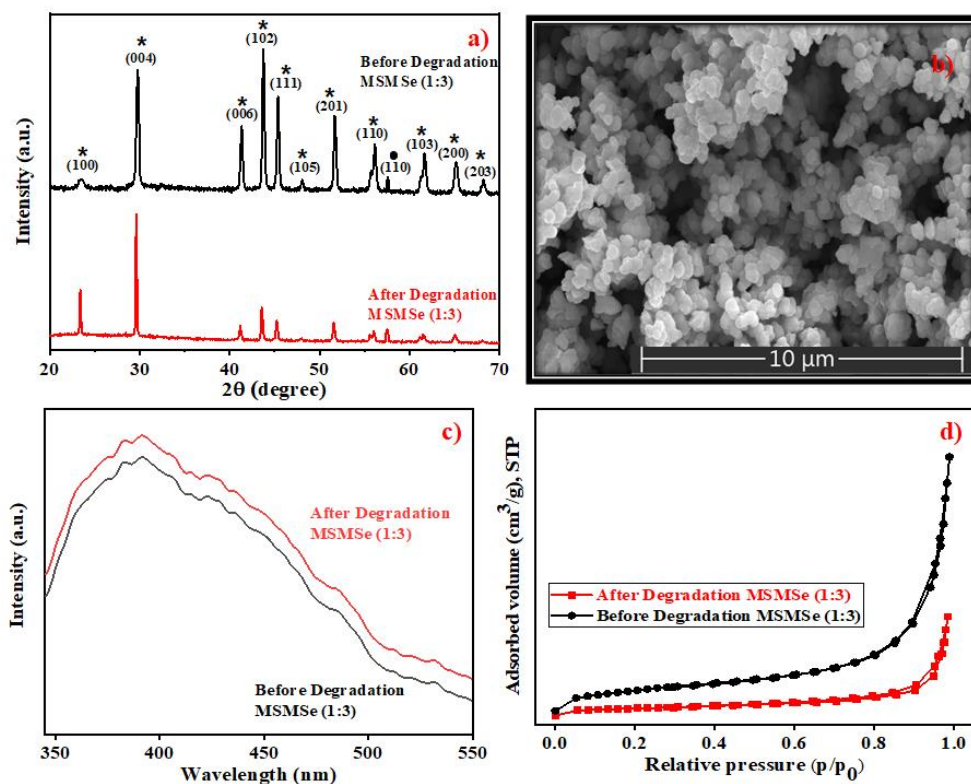 a)
Intensity (a.u.)
*
(100)
*
(004)
*
(006)
*
(102)
*
(111)
*
(105)
*
(201)
*
(110)
●
(110)
*
(103)
*
(200)
*
(203)
Before Degradation
MSMSe (1:3)
Intensity (a.u.)
After Degradation
MSMSe (1:3)
20 30 40 50 60 70
2θ (degree)
b)
10 µm
c)
Intensity (a.u.)
After Degradation
MSMSe (1:3)
Before Degradation
MSMSe (1:3)
350 400 450 500 550
Wavelength (nm)
d)
Adsorbed volume (cm³/g), STP
After Degradation MSMSe (1:3)
Before Degradation MSMSe (1:3)
0.0 0.2 0.4 0.6 0.8 1.0
Relative pressure (p/p₀)